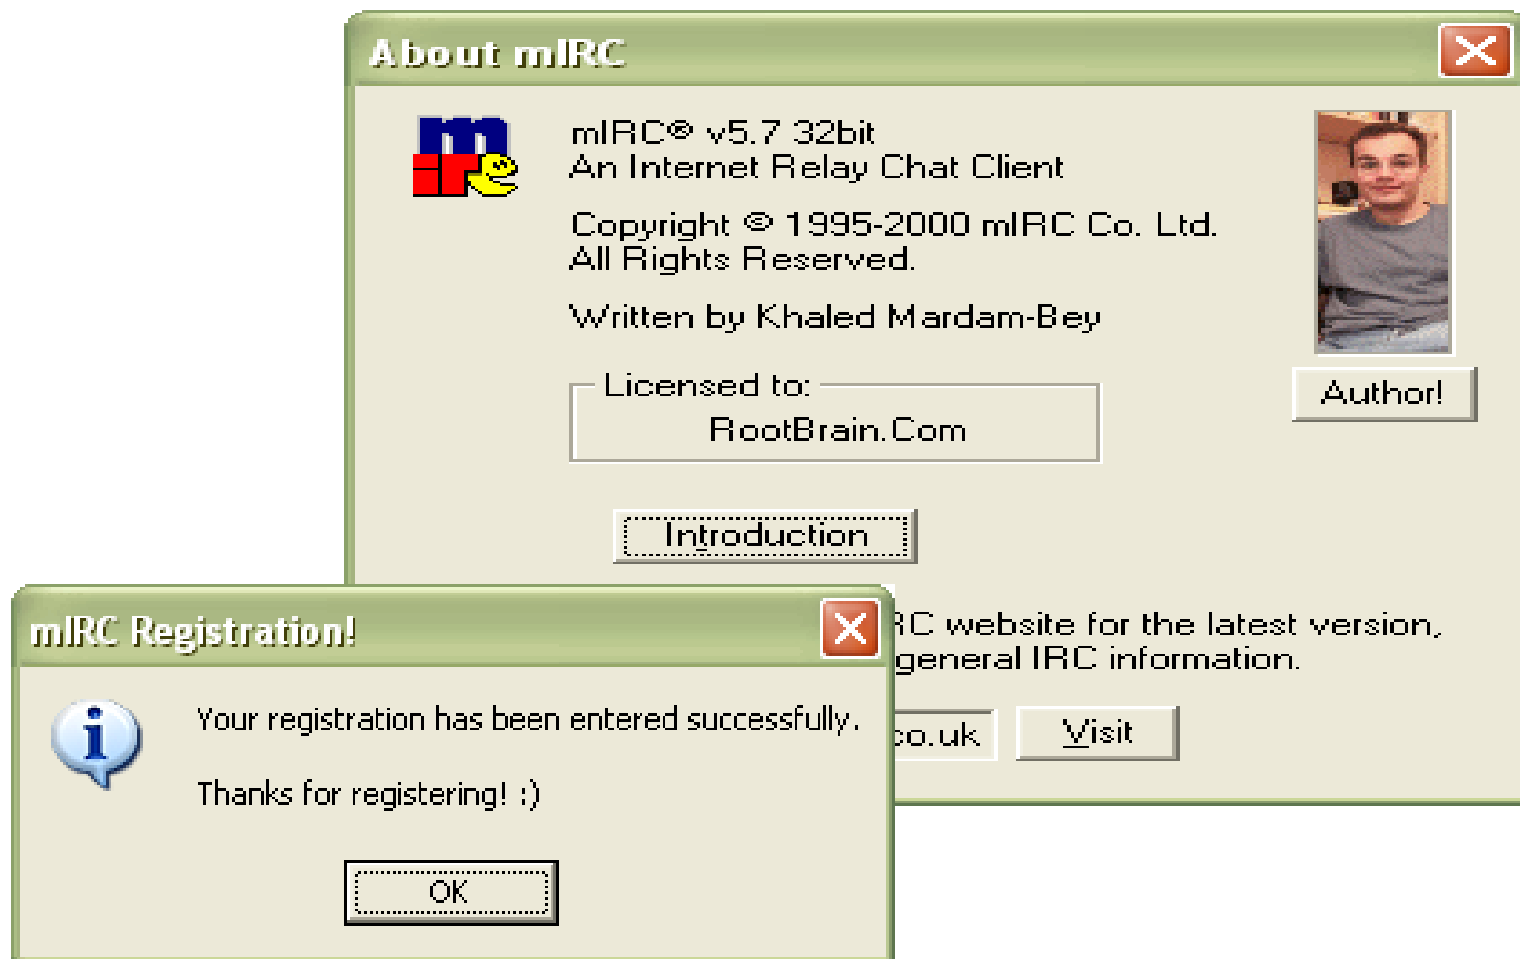 About mIRC
m
irc
mIRC® v5.7 32bit
An Internet Relay Chat Client
Copyright © 1995-2000 mIRC Co. Ltd.
All Rights Reserved.
Written by Khaled Mardam-Bey
Author!
Licensed to:
RootBrain.Com
Introduction
RC website for the latest version,
general IRC information.
co.uk
Visit
mIRC Registration!
i
Your registration has been entered successfully.
Thanks for registering! :)
OK